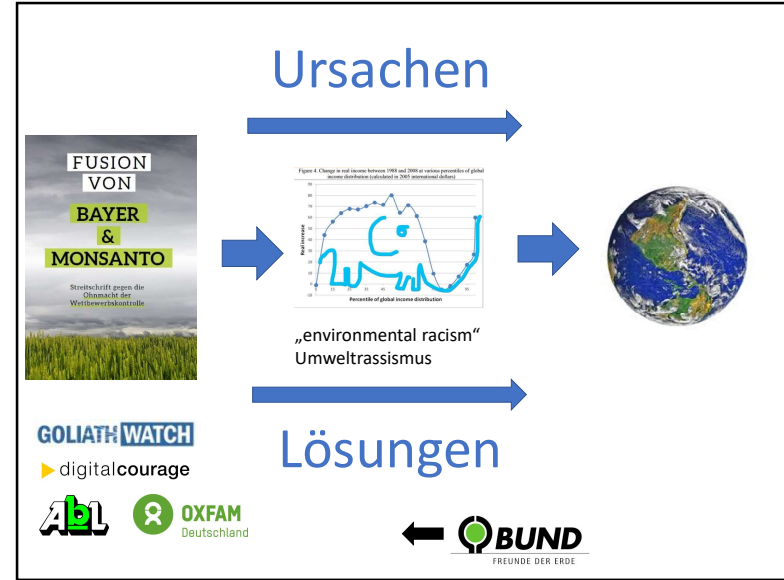 Ursachen
FUSION
VON
BAYER
&
MONSANTO
Streitschrift gegen die
Ohnmacht der
Wettbewerbskontrolle
Figure 4. Change in real income between 1988 and 2008 at various percentiles of global
income distribution (calculated in 2005 international dollars)
Real increase
Percentile of global income distribution
„environmental racism“
Umweltrassismus
Lösungen
GOLIATH WATCH
digitalcourage
AbL
OXFAM
Deutschland
BUND
FREUNDE DER ERDE